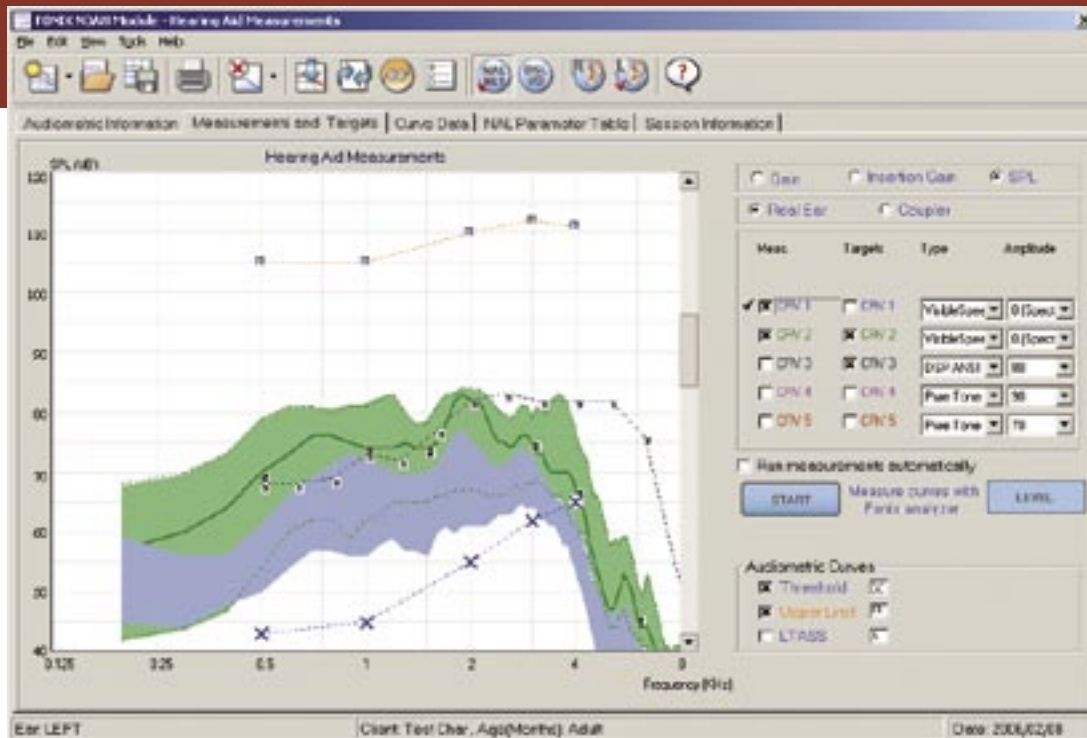 FONIX NOAH Module - Hearing Aid Measurements
File Edit View Tools Help
Audiometric Information Measurements and Targets Curve Data NAL Parameter Table Session Information
Hearing Aid Measurements
120
110
100
90
80
70
60
50
40
0.125 0.25 0.5 1 2 4 8
Frequency (KHz)
Gain Insertion Gain SPL
Real Ear Coupler
Meas. Targets Type Amplitude
CRV 1 CRV 1
CRV 2 CRV 2
CRV 3 CRV 3 DSP ANSI
CRV 4 CRV 4 Pure Tone 90
CRV 5 CRV 5 Pure Tone 70
Run measurements automatically
START Measure curves with Fonix analyzer LEVEL
Audiometric Curves
Threshold X
Upper Limit
LTASS
Ear: LEFT Client: Test Char, Age(Months): Adult Date: 2006/02/08